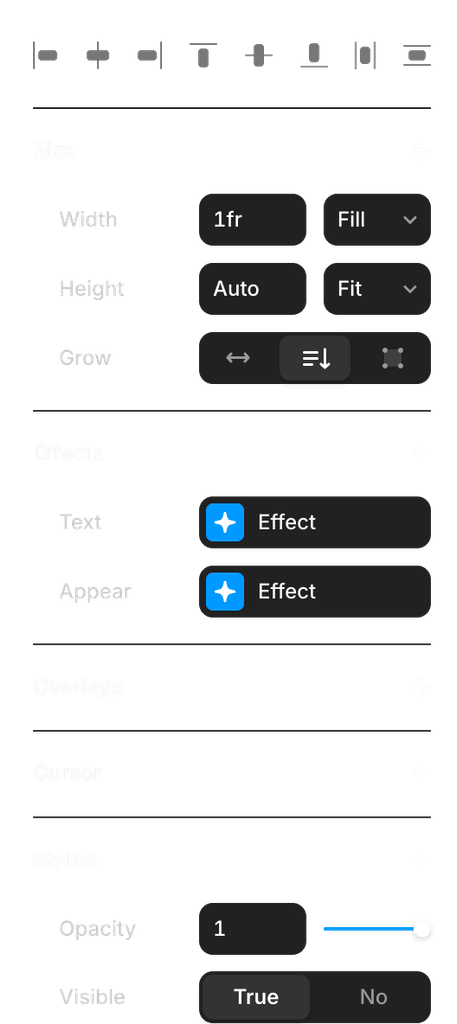 Size
Width 1fr Fill
Height Auto Fit
Grow
Effects
Text Effect
Appear Effect
Overlays
Cursor
Styles
Opacity 1
Visible True No